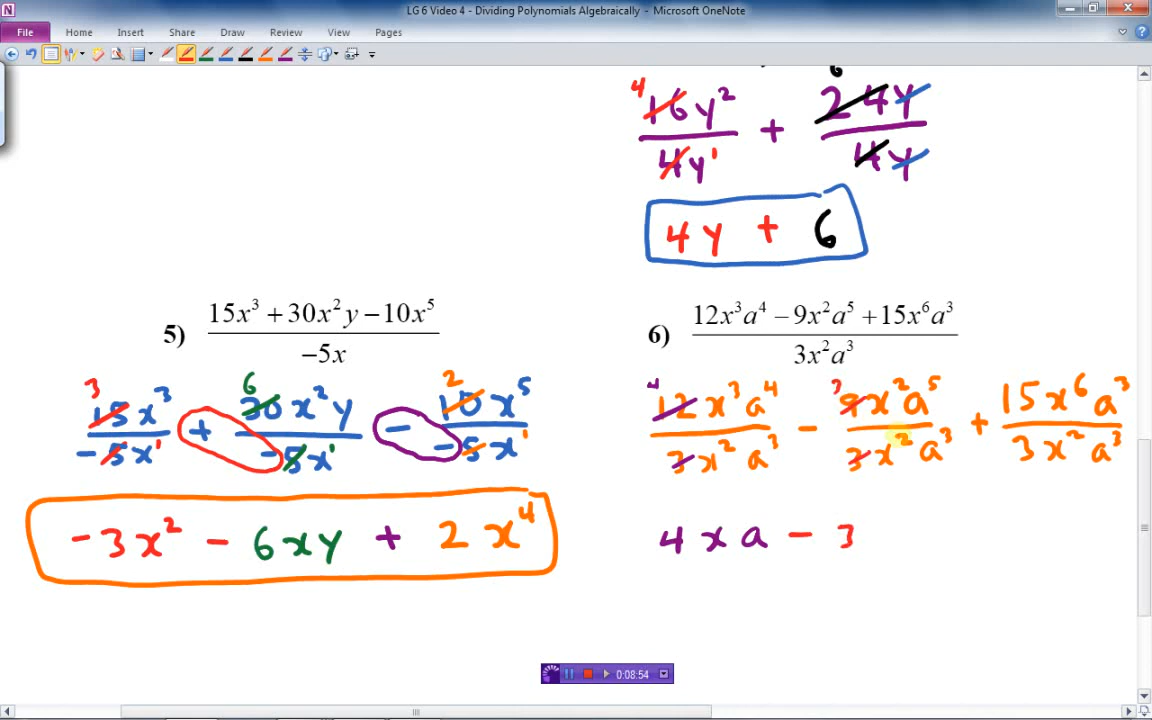 LG 6 Video 4 - Dividing Polynomials Algebraically - Microsoft OneNote
File Home Insert Share Draw Review View Pages
6
4 16y² / 4y¹ + 24y / 4y
4y + 6
5) (15x³ + 30x²y − 10x⁵) / −5x
6) (12x³a⁴ − 9x²a⁵ + 15x⁶a³) / 3x²a³
3 15x³ / −5x¹ + 6 30x²y / −5x¹ − 2 10x⁵ / −5x¹
4 12x³a⁴ / 3x²a³ − 3 9x²a⁵ / 3x²a³ + 15x⁶a³ / 3x²a³
−3x² − 6xy + 2x⁴
4xa − 3
0:08:54